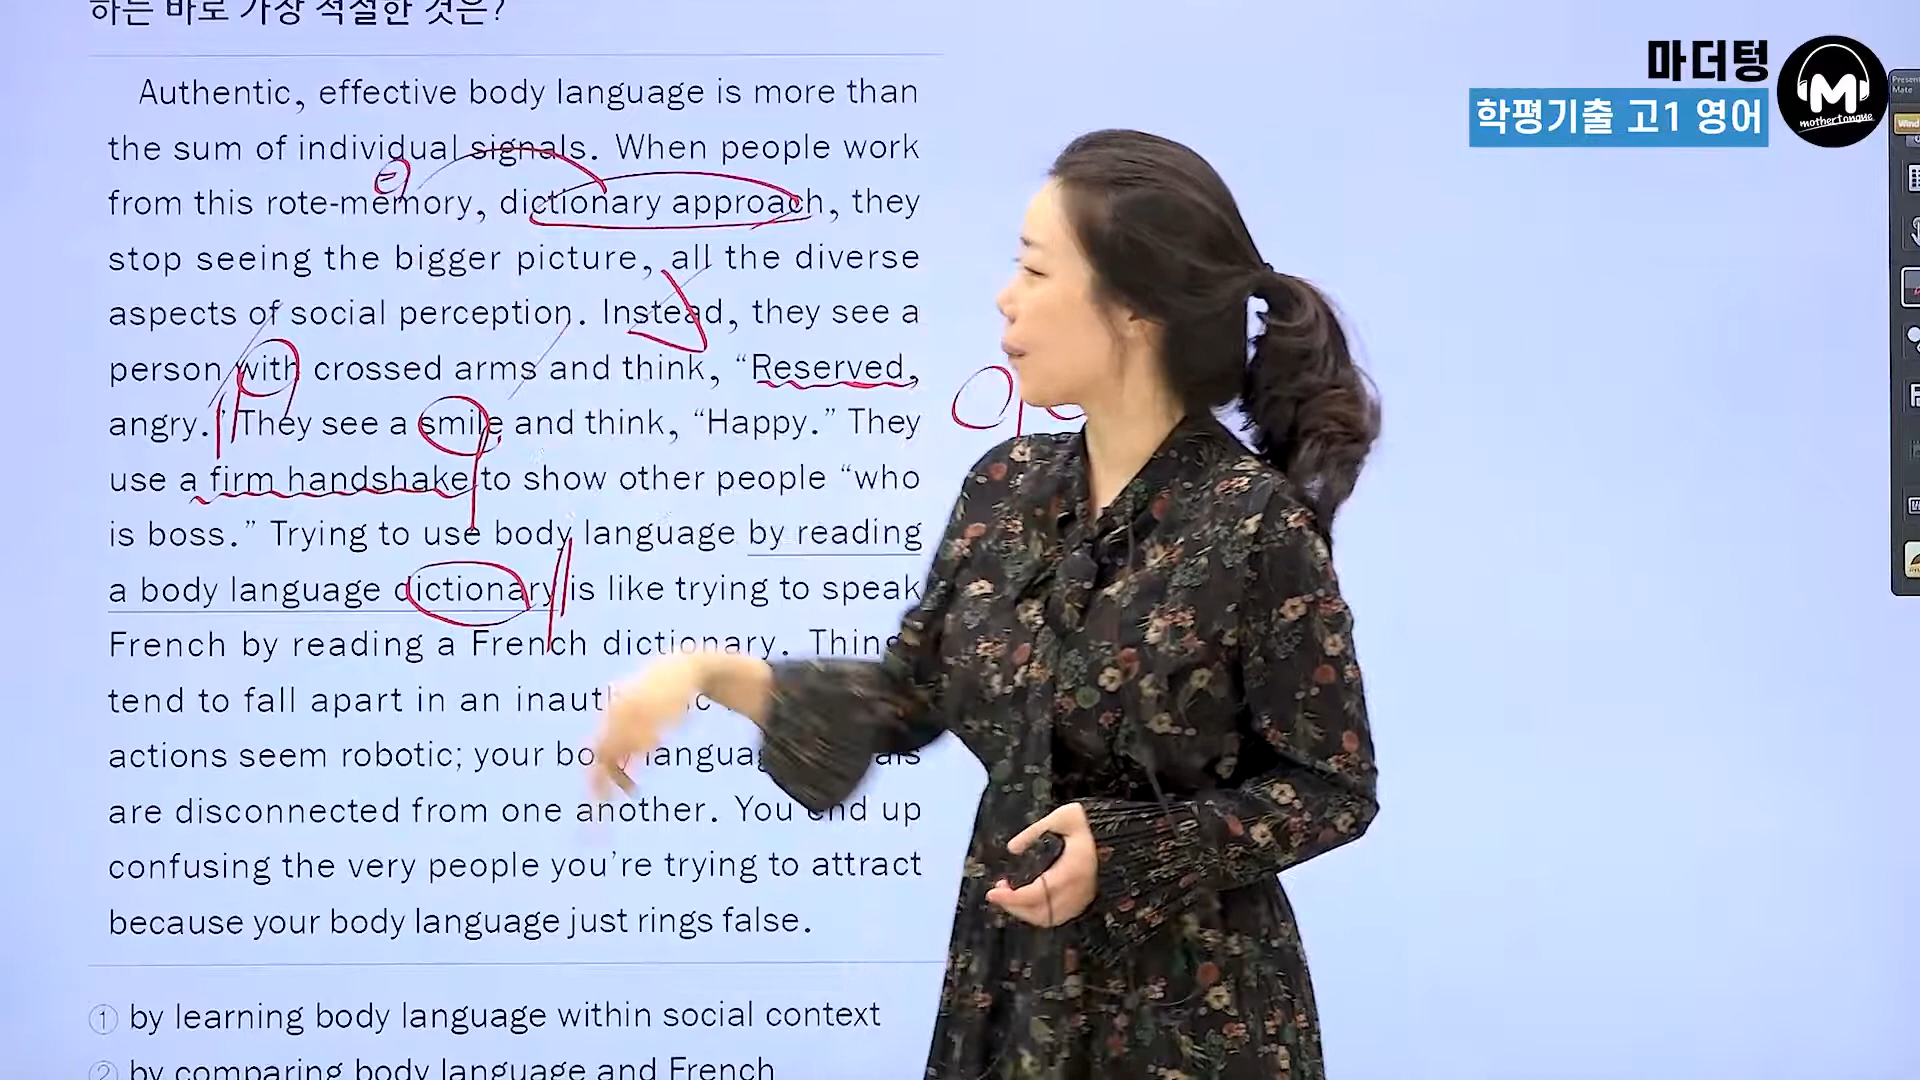 하는 바로 가장 적절한 것은?
Authentic, effective body language is more than
the sum of individual signals. When people work
from this rote-memory, dictionary approach, they
stop seeing the bigger picture, all the diverse
aspects of social perception. Instead, they see a
person with crossed arms and think, “Reserved,
angry.” They see a smile and think, “Happy.” They
use a firm handshake to show other people “who
is boss.” Trying to use body language by reading
a body language dictionary is like trying to speak
French by reading a French dictionary. Things
tend to fall apart in an
actions seem robotic; your body language
are disconnected from one another. You end up
confusing the very people you’re trying to attract
because your body language just rings false.
① by learning body language within social context
② by comparing body language and French
마더텅
학평기출 고1 영어
M
mothertongue
Present
Mate